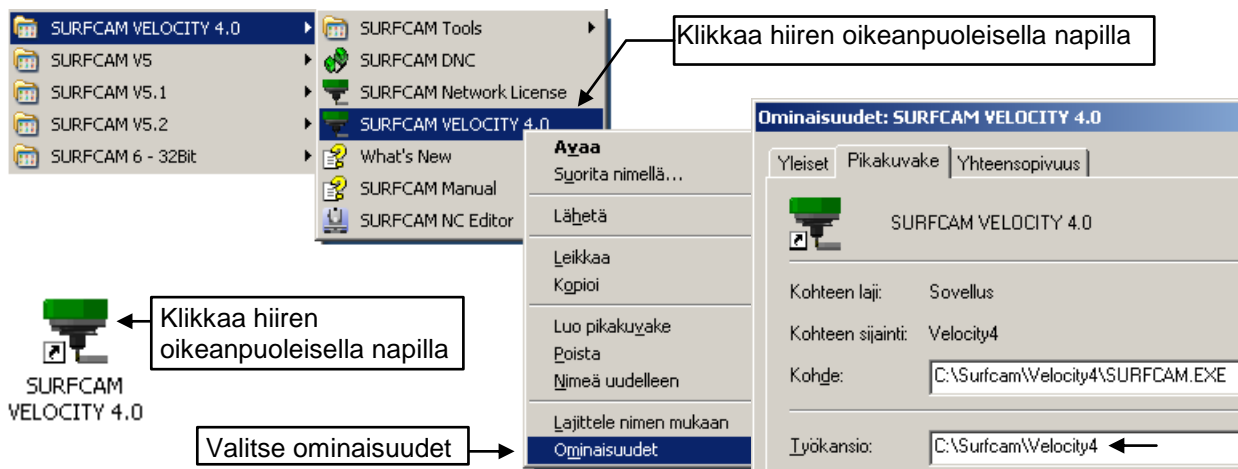 SURFCAM VELOCITY 4.0
SURFCAM V5
SURFCAM V5.1
SURFCAM V5.2
SURFCAM 6 - 32Bit
SURFCAM Tools
SURFCAM DNC
SURFCAM Network License
SURFCAM VELOCITY 4.0
What's New
SURFCAM Manual
SURFCAM NC Editor
Klikkaa hiiren oikeanpuoleisella napilla
Avaa
Suorita nimellä...
Lähetä
Leikkaa
Kopioi
Luo pikakuvake
Poista
Nimeä uudelleen
Lajittele nimen mukaan
Ominaisuudet
Ominaisuudet: SURFCAM VELOCITY 4.0
Yleiset
Pikakuvake
Yhteensopivuus
SURFCAM VELOCITY 4.0
Kohteen laji: Sovellus
Kohteen sijainti: Velocity4
Kohde: C:\Surfcam\Velocity4\SURFCAM.EXE
Työkansio: C:\Surfcam\Velocity4
Klikkaa hiiren
oikeanpuoleisella napilla
SURFCAM
VELOCITY 4.0
Valitse ominaisuudet